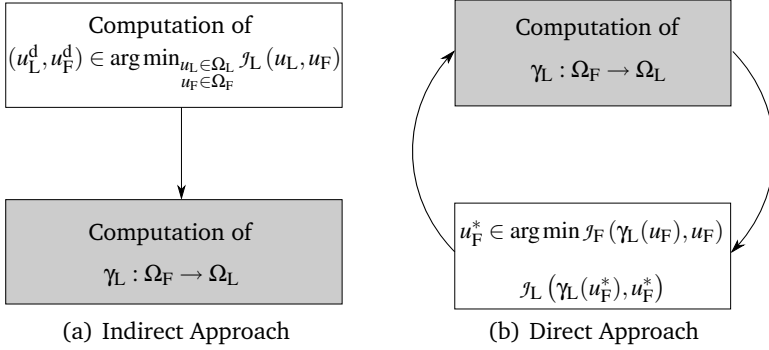 Computation of
(u_L^d, u_F^d) ∈ arg min_{u_L∈Ω_L, u_F∈Ω_F} 𝒥_L (u_L, u_F)
Computation of
γ_L : Ω_F → Ω_L
(a) Indirect Approach
Computation of
γ_L : Ω_F → Ω_L
u_F^* ∈ arg min 𝒥_F (γ_L(u_F), u_F)
𝒥_L (γ_L(u_F^*), u_F^*)
(b) Direct Approach